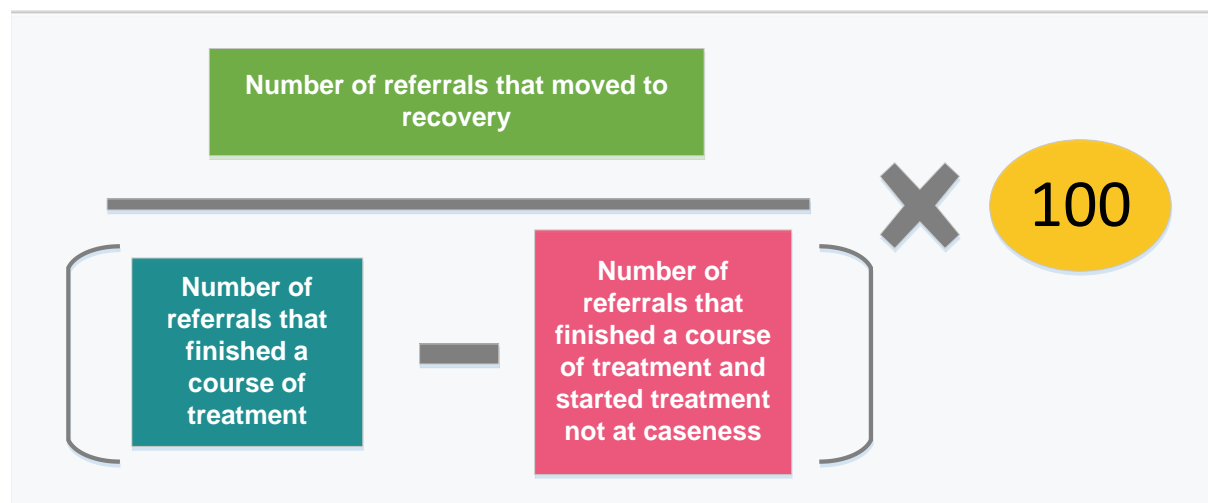 Number of referrals that moved to
recovery
100
Number of
referrals that
finished a
course of
treatment
Number of
referrals that
finished a course
of treatment and
started treatment
not at caseness